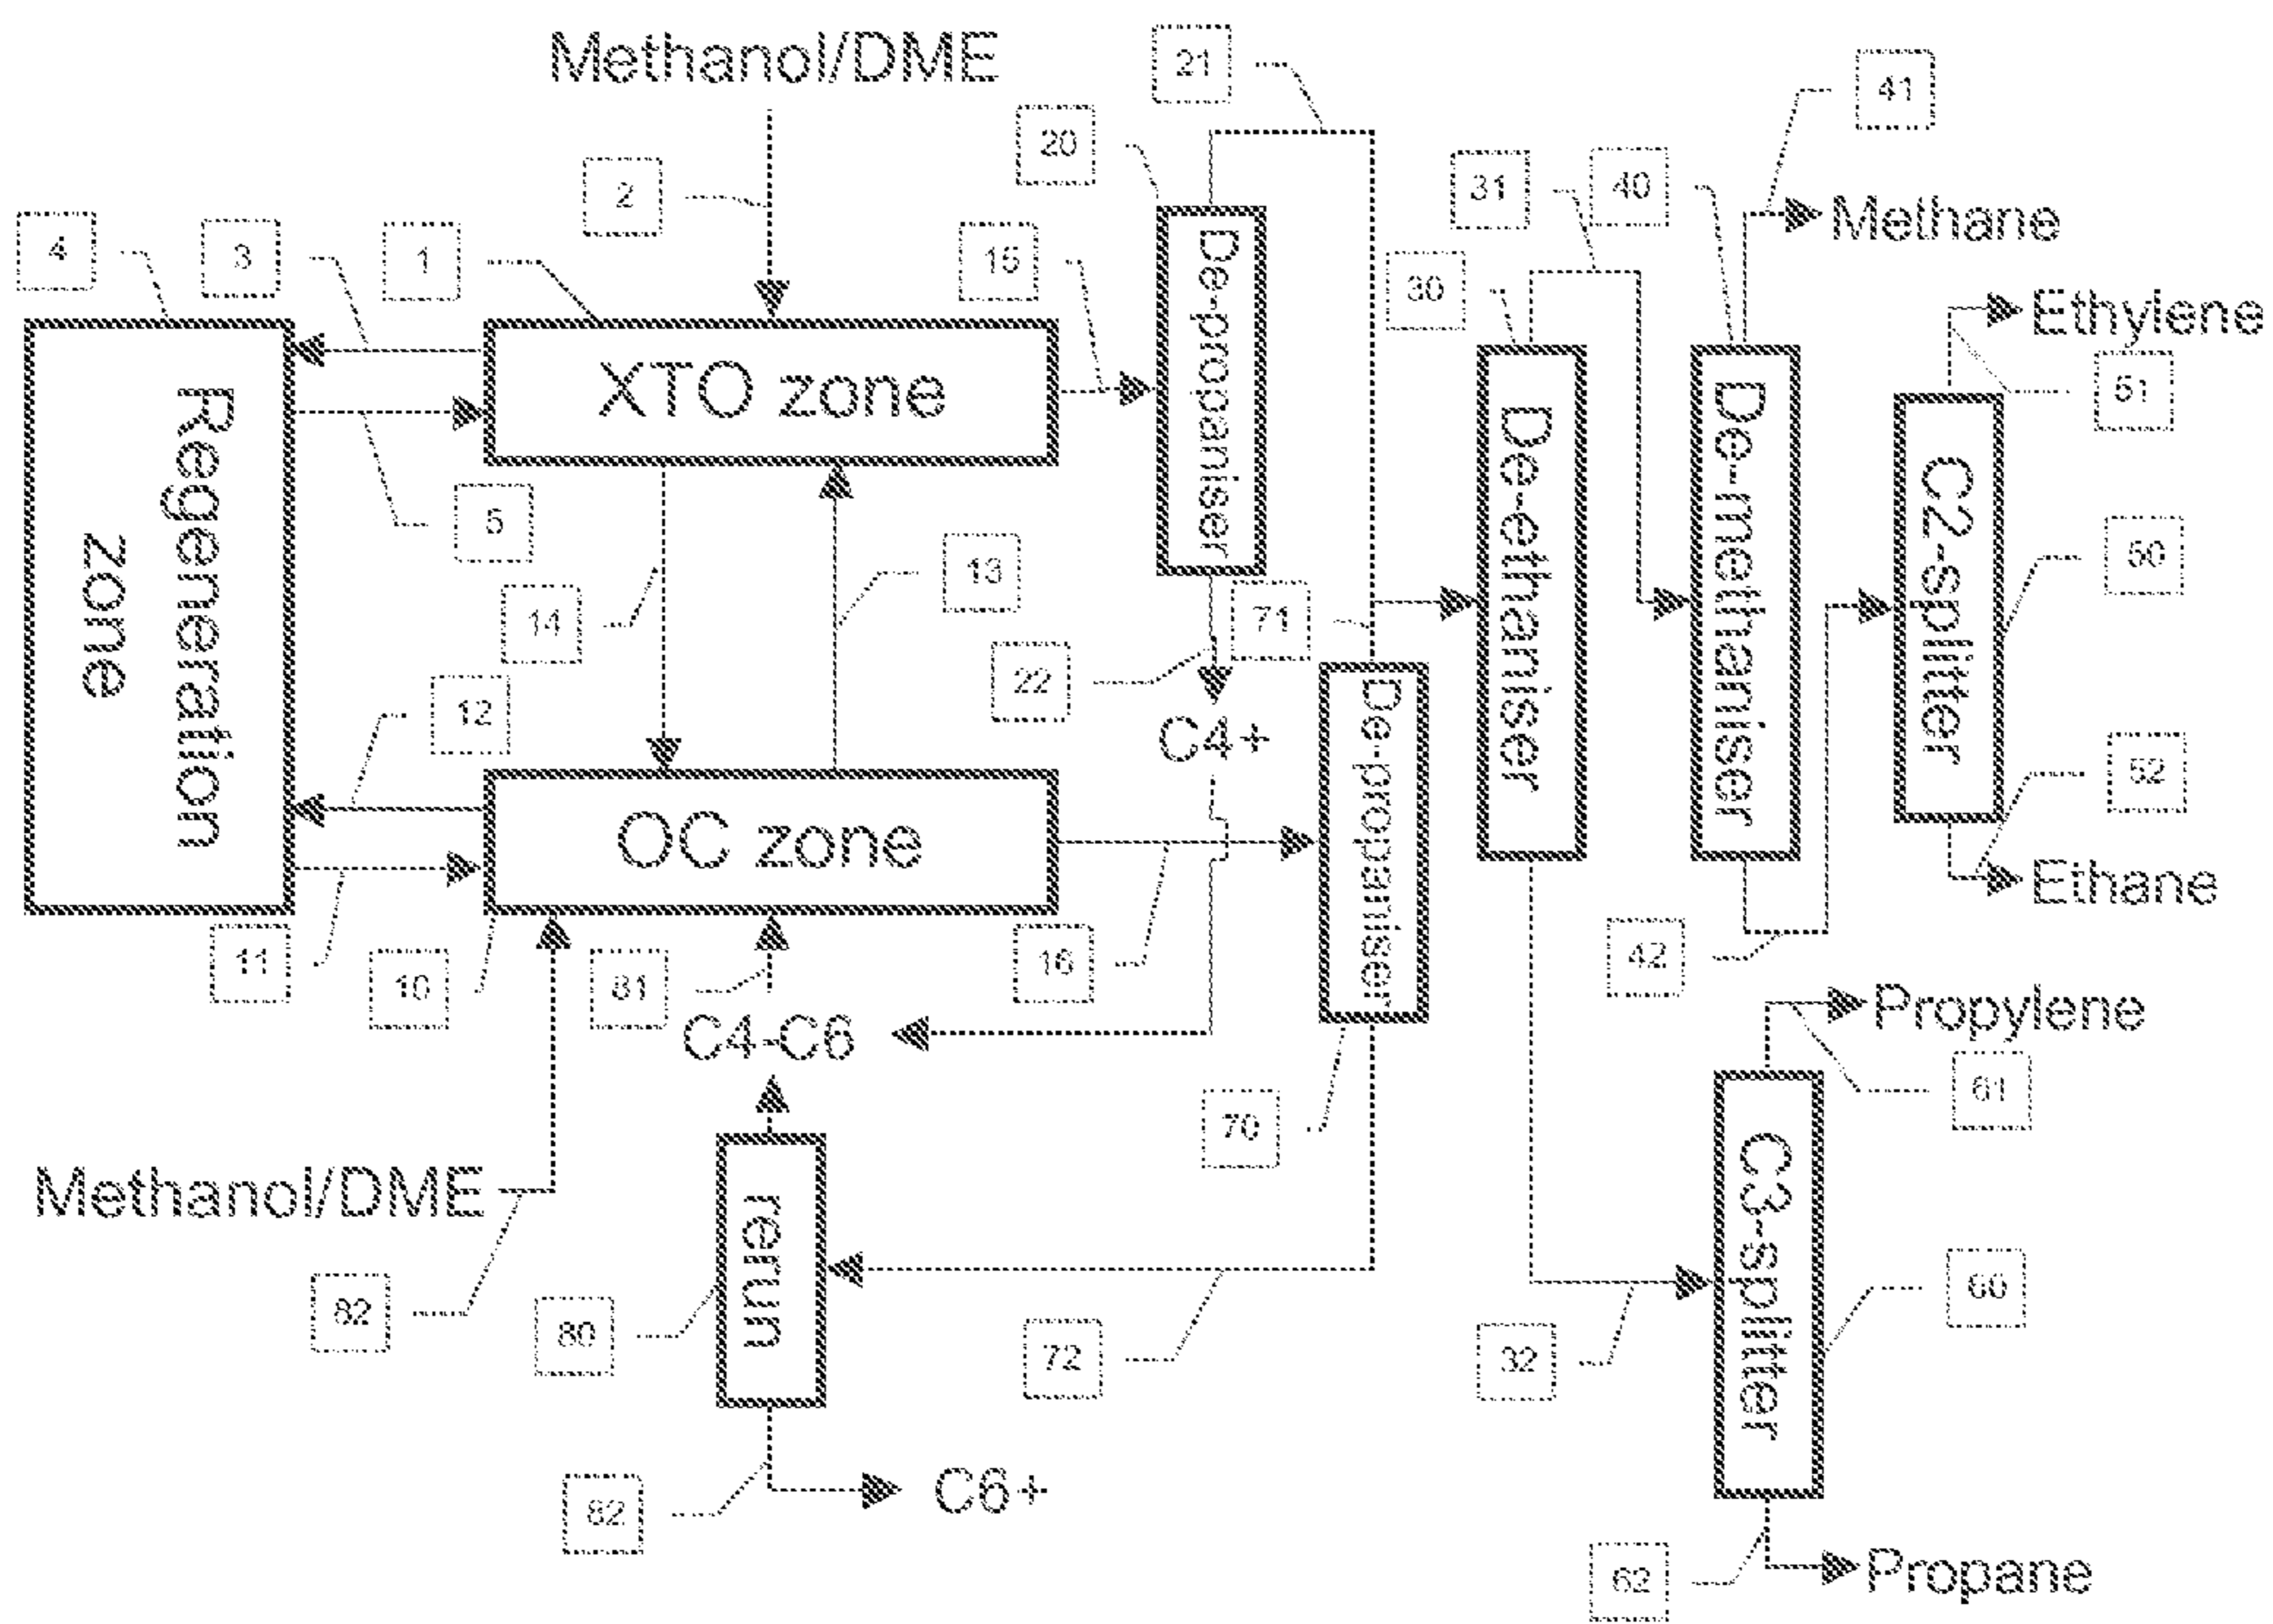 Methanol/DME
21
41
20
2
31
40
4
3
1
15
30
Methane
Ethylene
De-propaniser
XTO zone
51
Regeneration
zone
5
De-ethaniser
De-methaniser
C2-splitter
13
50
14
71
22
12
C4+
52
De-propaniser
OC zone
Ethane
11
10
81
16
42
C4-C6
Propylene
61
70
Methanol/DME
rerun
C3-splitter
82
80
72
32
60
C6+
82
62
Propane